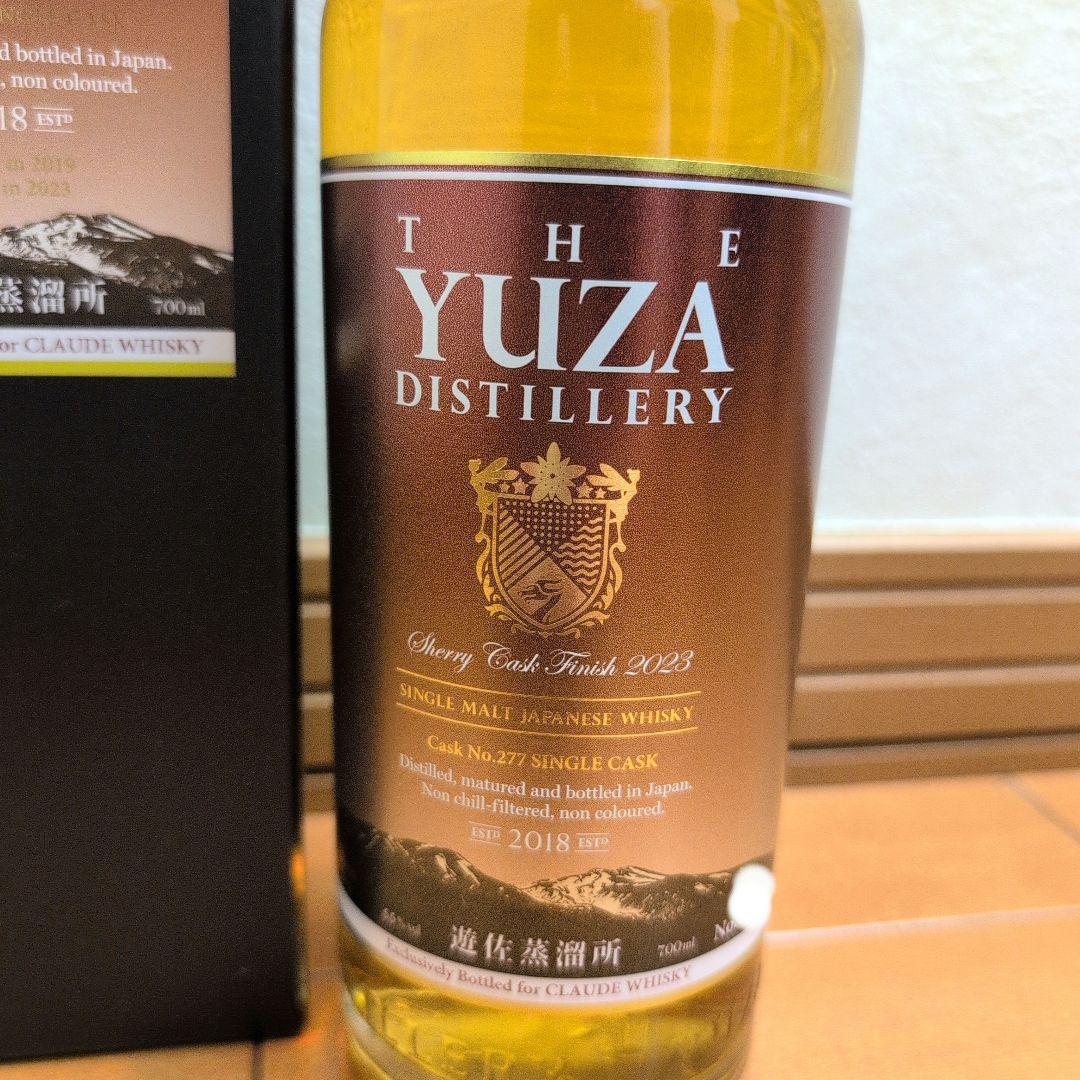 NGLE CASK
d bottled in Japan.
, non coloured.
18 ESTD
in 2019
in 2023
蒸溜所 700ml
or CLAUDE WHISKY
THE
YUZA
DISTILLERY
Sherry Cask Finish 2023
SINGLE MALT JAPANESE WHISKY
Cask No.277 SINGLE CASK
Distilled, matured and bottled in Japan.
Non chill-filtered, non coloured.
ESTD 2018 ESTD
遊佐蒸溜所 700ml No.
Exclusively Bottled for CLAUDE WHISKY